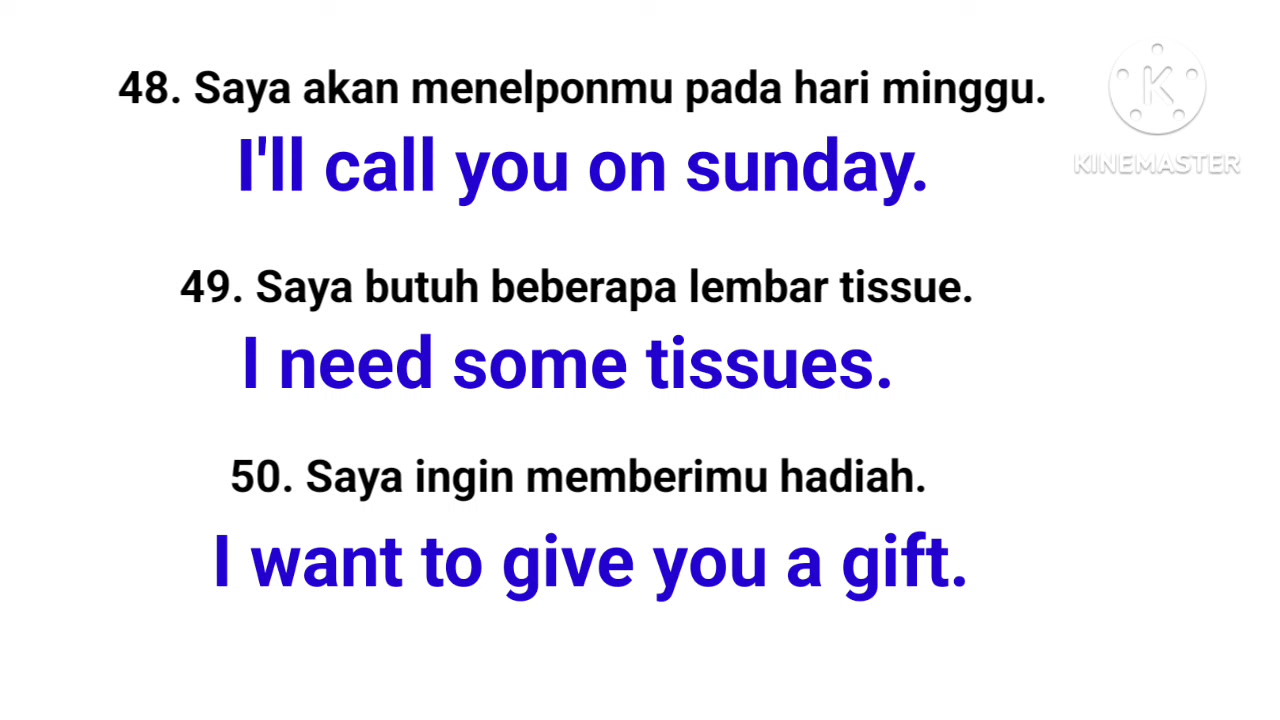 48. Saya akan menelponmu pada hari minggu.
I'll call you on sunday.
49. Saya butuh beberapa lembar tissue.
I need some tissues.
50. Saya ingin memberimu hadiah.
I want to give you a gift.
K
KINEMASTER